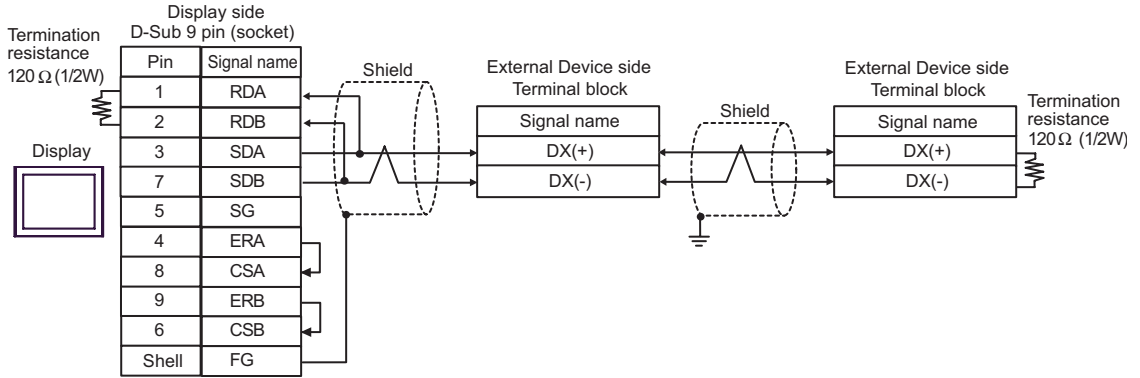 Display side
D-Sub 9 pin (socket)
Termination
resistance
120 Ω (1/2W)
Pin Signal name
1 RDA
2 RDB
3 SDA
7 SDB
5 SG
4 ERA
8 CSA
9 ERB
6 CSB
Shell FG
Display
Shield
External Device side
Terminal block
Signal name
DX(+)
DX(-)
Shield
External Device side
Terminal block
Signal name
DX(+)
DX(-)
Termination
resistance
120 Ω (1/2W)